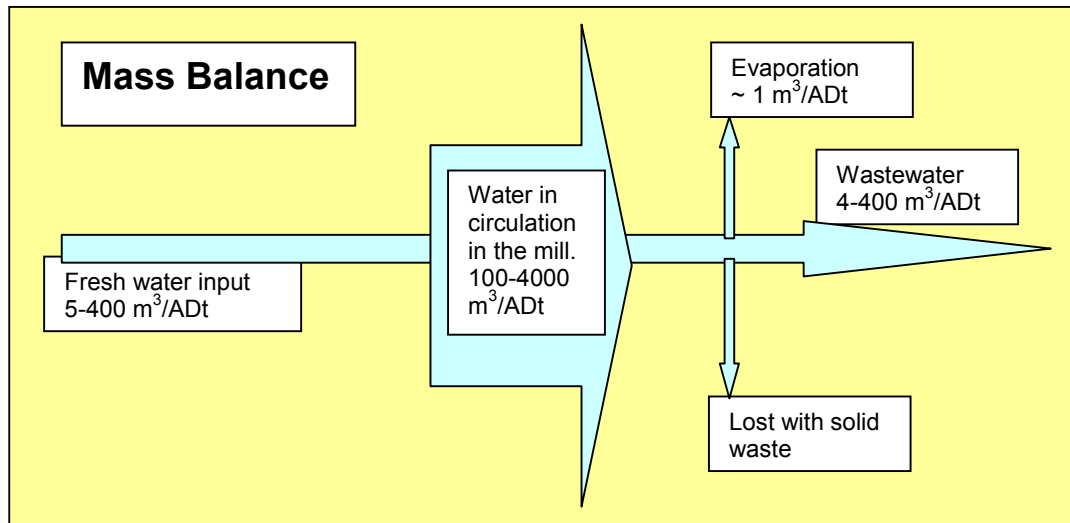 Mass Balance
Evaporation
~ 1 m³/ADt
Wastewater
4-400 m³/ADt
Water in
circulation
in the mill.
100-4000
m³/ADt
Fresh water input
5-400 m³/ADt
Lost with solid
waste